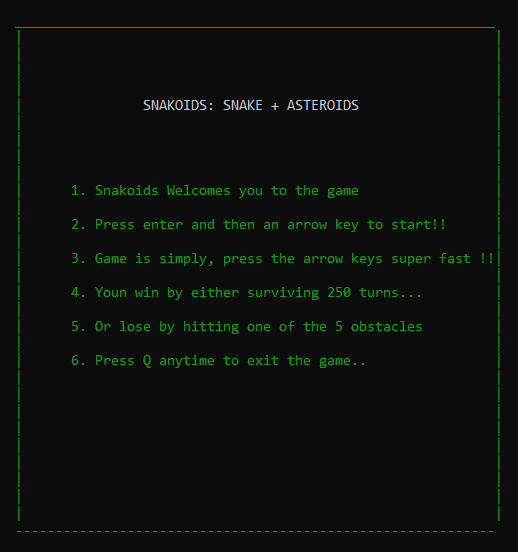 SNAKOIDS: SNAKE + ASTEROIDS
1. Snakoids Welcomes you to the game
2. Press enter and then an arrow key to start!!
3. Game is simply, press the arrow keys super fast !!
4. Youn win by either surviving 250 turns...
5. Or lose by hitting one of the 5 obstacles
6. Press Q anytime to exit the game..